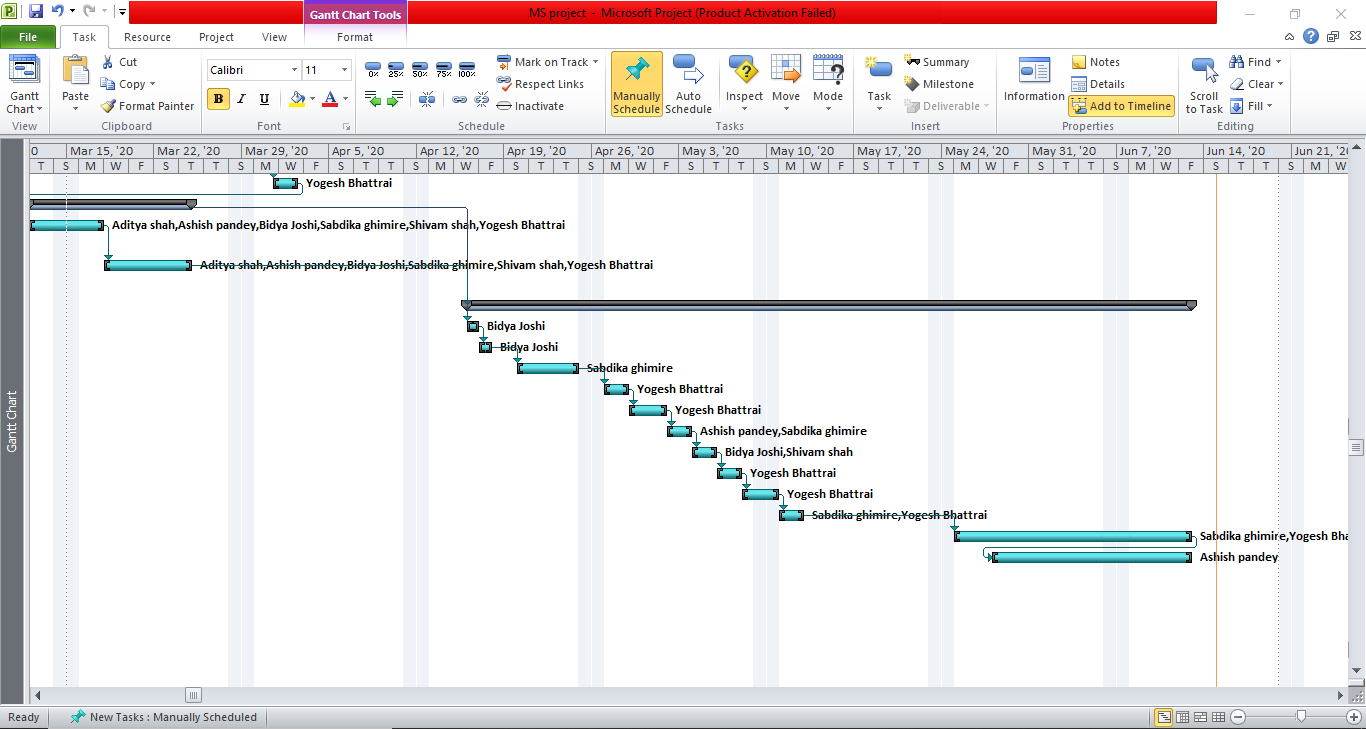 Gantt Chart Tools
MS project - Microsoft Project (Product Activation Failed)
File Task Resource Project View Format
Gantt Chart
View
Paste
Cut
Copy
Format Painter
Clipboard
Calibri 11
B I U A
Font
0% 25% 50% 75% 100%
Mark on Track
Respect Links
Inactivate
Schedule
Manually Schedule
Auto Schedule
Inspect
Move
Mode
Tasks
Task
Summary
Milestone
Deliverable
Insert
Information
Notes
Details
Add to Timeline
Properties
Scroll to Task
Find
Clear
Fill
Editing
0 Mar 15, '20 Mar 22, '20 Mar 29, '20 Apr 5, '20 Apr 12, '20 Apr 19, '20 Apr 26, '20 May 3, '20 May 10, '20 May 17, '20 May 24, '20 May 31, '20 Jun 7, '20 Jun 14, '20 Jun 21, '2
T S M W F S T T S M W F S T T S M W F S T T S M W F S T T S M W F S T T S M W F S T T S M W F S T T S M W
Yogesh Bhattrai
Aditya shah,Ashish pandey,Bidya Joshi,Sabdika ghimire,Shivam shah,Yogesh Bhattrai
Aditya shah,Ashish pandey,Bidya Joshi,Sabdika ghimire,Shivam shah,Yogesh Bhattrai
Bidya Joshi
Bidya Joshi
Sabdika ghimire
Yogesh Bhattrai
Yogesh Bhattrai
Ashish pandey,Sabdika ghimire
Bidya Joshi,Shivam shah
Yogesh Bhattrai
Yogesh Bhattrai
Sabdika ghimire,Yogesh Bhattrai
Sabdika ghimire,Yogesh Bha
Ashish pandey
Gantt Chart
Ready New Tasks : Manually Scheduled